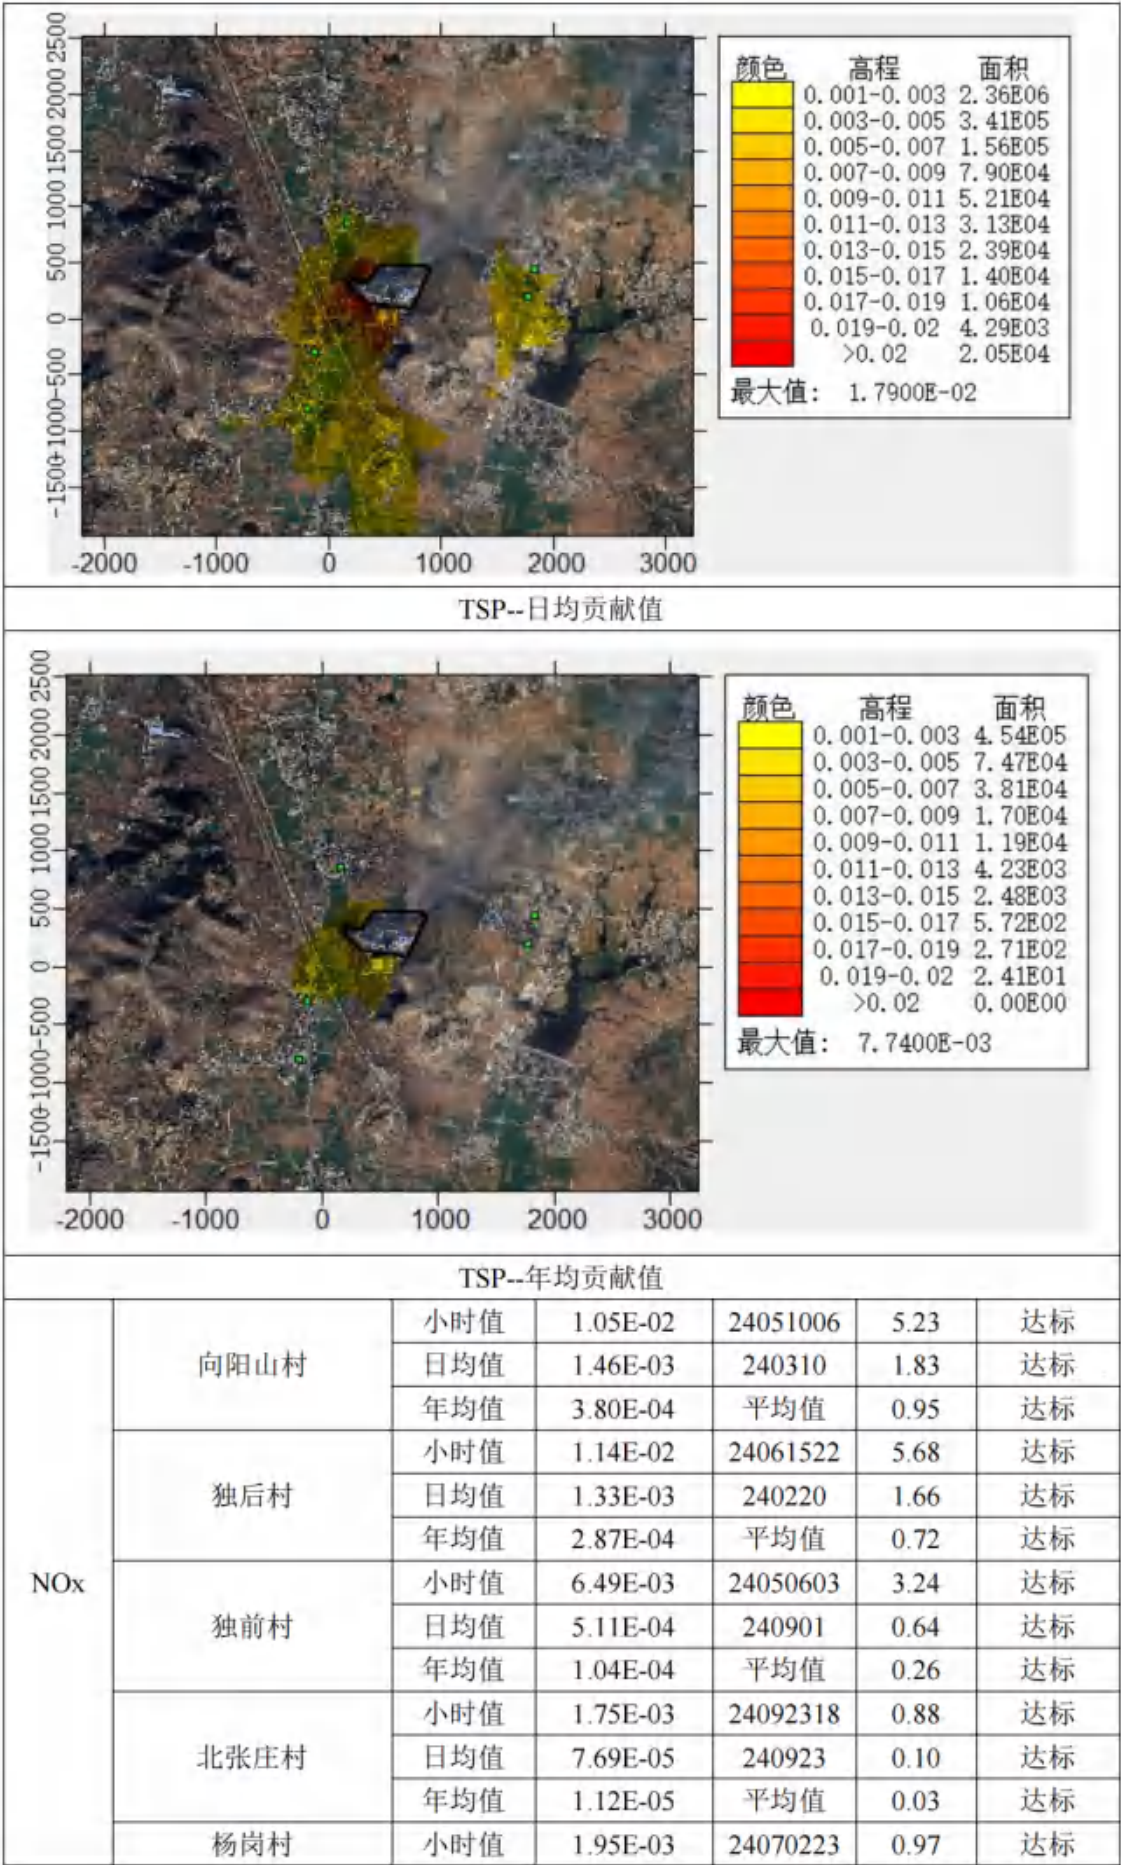 颜色 高程 面积
0.001-0.003 2.36E06
0.003-0.005 3.41E05
0.005-0.007 1.56E05
0.007-0.009 7.90E04
0.009-0.011 5.21E04
0.011-0.013 3.13E04
0.013-0.015 2.39E04
0.015-0.017 1.40E04
0.017-0.019 1.06E04
0.019-0.02 4.29E03
>0.02 2.05E04
最大值: 1.7900E-02
2500
2000
1500
1000
500
0
-500
-1000
-1500
-2000 -1000 0 1000 2000 3000
TSP--日均贡献值
颜色 高程 面积
0.001-0.003 4.54E05
0.003-0.005 7.47E04
0.005-0.007 3.81E04
0.007-0.009 1.70E04
0.009-0.011 1.19E04
0.011-0.013 4.23E03
0.013-0.015 2.48E03
0.015-0.017 5.72E02
0.017-0.019 2.71E02
0.019-0.02 2.41E01
>0.02 0.00E00
最大值: 7.7400E-03
2500
2000
1500
1000
500
0
-500
-1000
-1500
-2000 -1000 0 1000 2000 3000
TSP--年均贡献值
NOx
向阳山村
小时值 1.05E-02 24051006 5.23 达标
日均值 1.46E-03 240310 1.83 达标
年均值 3.80E-04 平均值 0.95 达标
独后村
小时值 1.14E-02 24061522 5.68 达标
日均值 1.33E-03 240220 1.66 达标
年均值 2.87E-04 平均值 0.72 达标
独前村
小时值 6.49E-03 24050603 3.24 达标
日均值 5.11E-04 240901 0.64 达标
年均值 1.04E-04 平均值 0.26 达标
北张庄村
小时值 1.75E-03 24092318 0.88 达标
日均值 7.69E-05 240923 0.10 达标
年均值 1.12E-05 平均值 0.03 达标
杨岗村 小时值 1.95E-03 24070223 0.97 达标